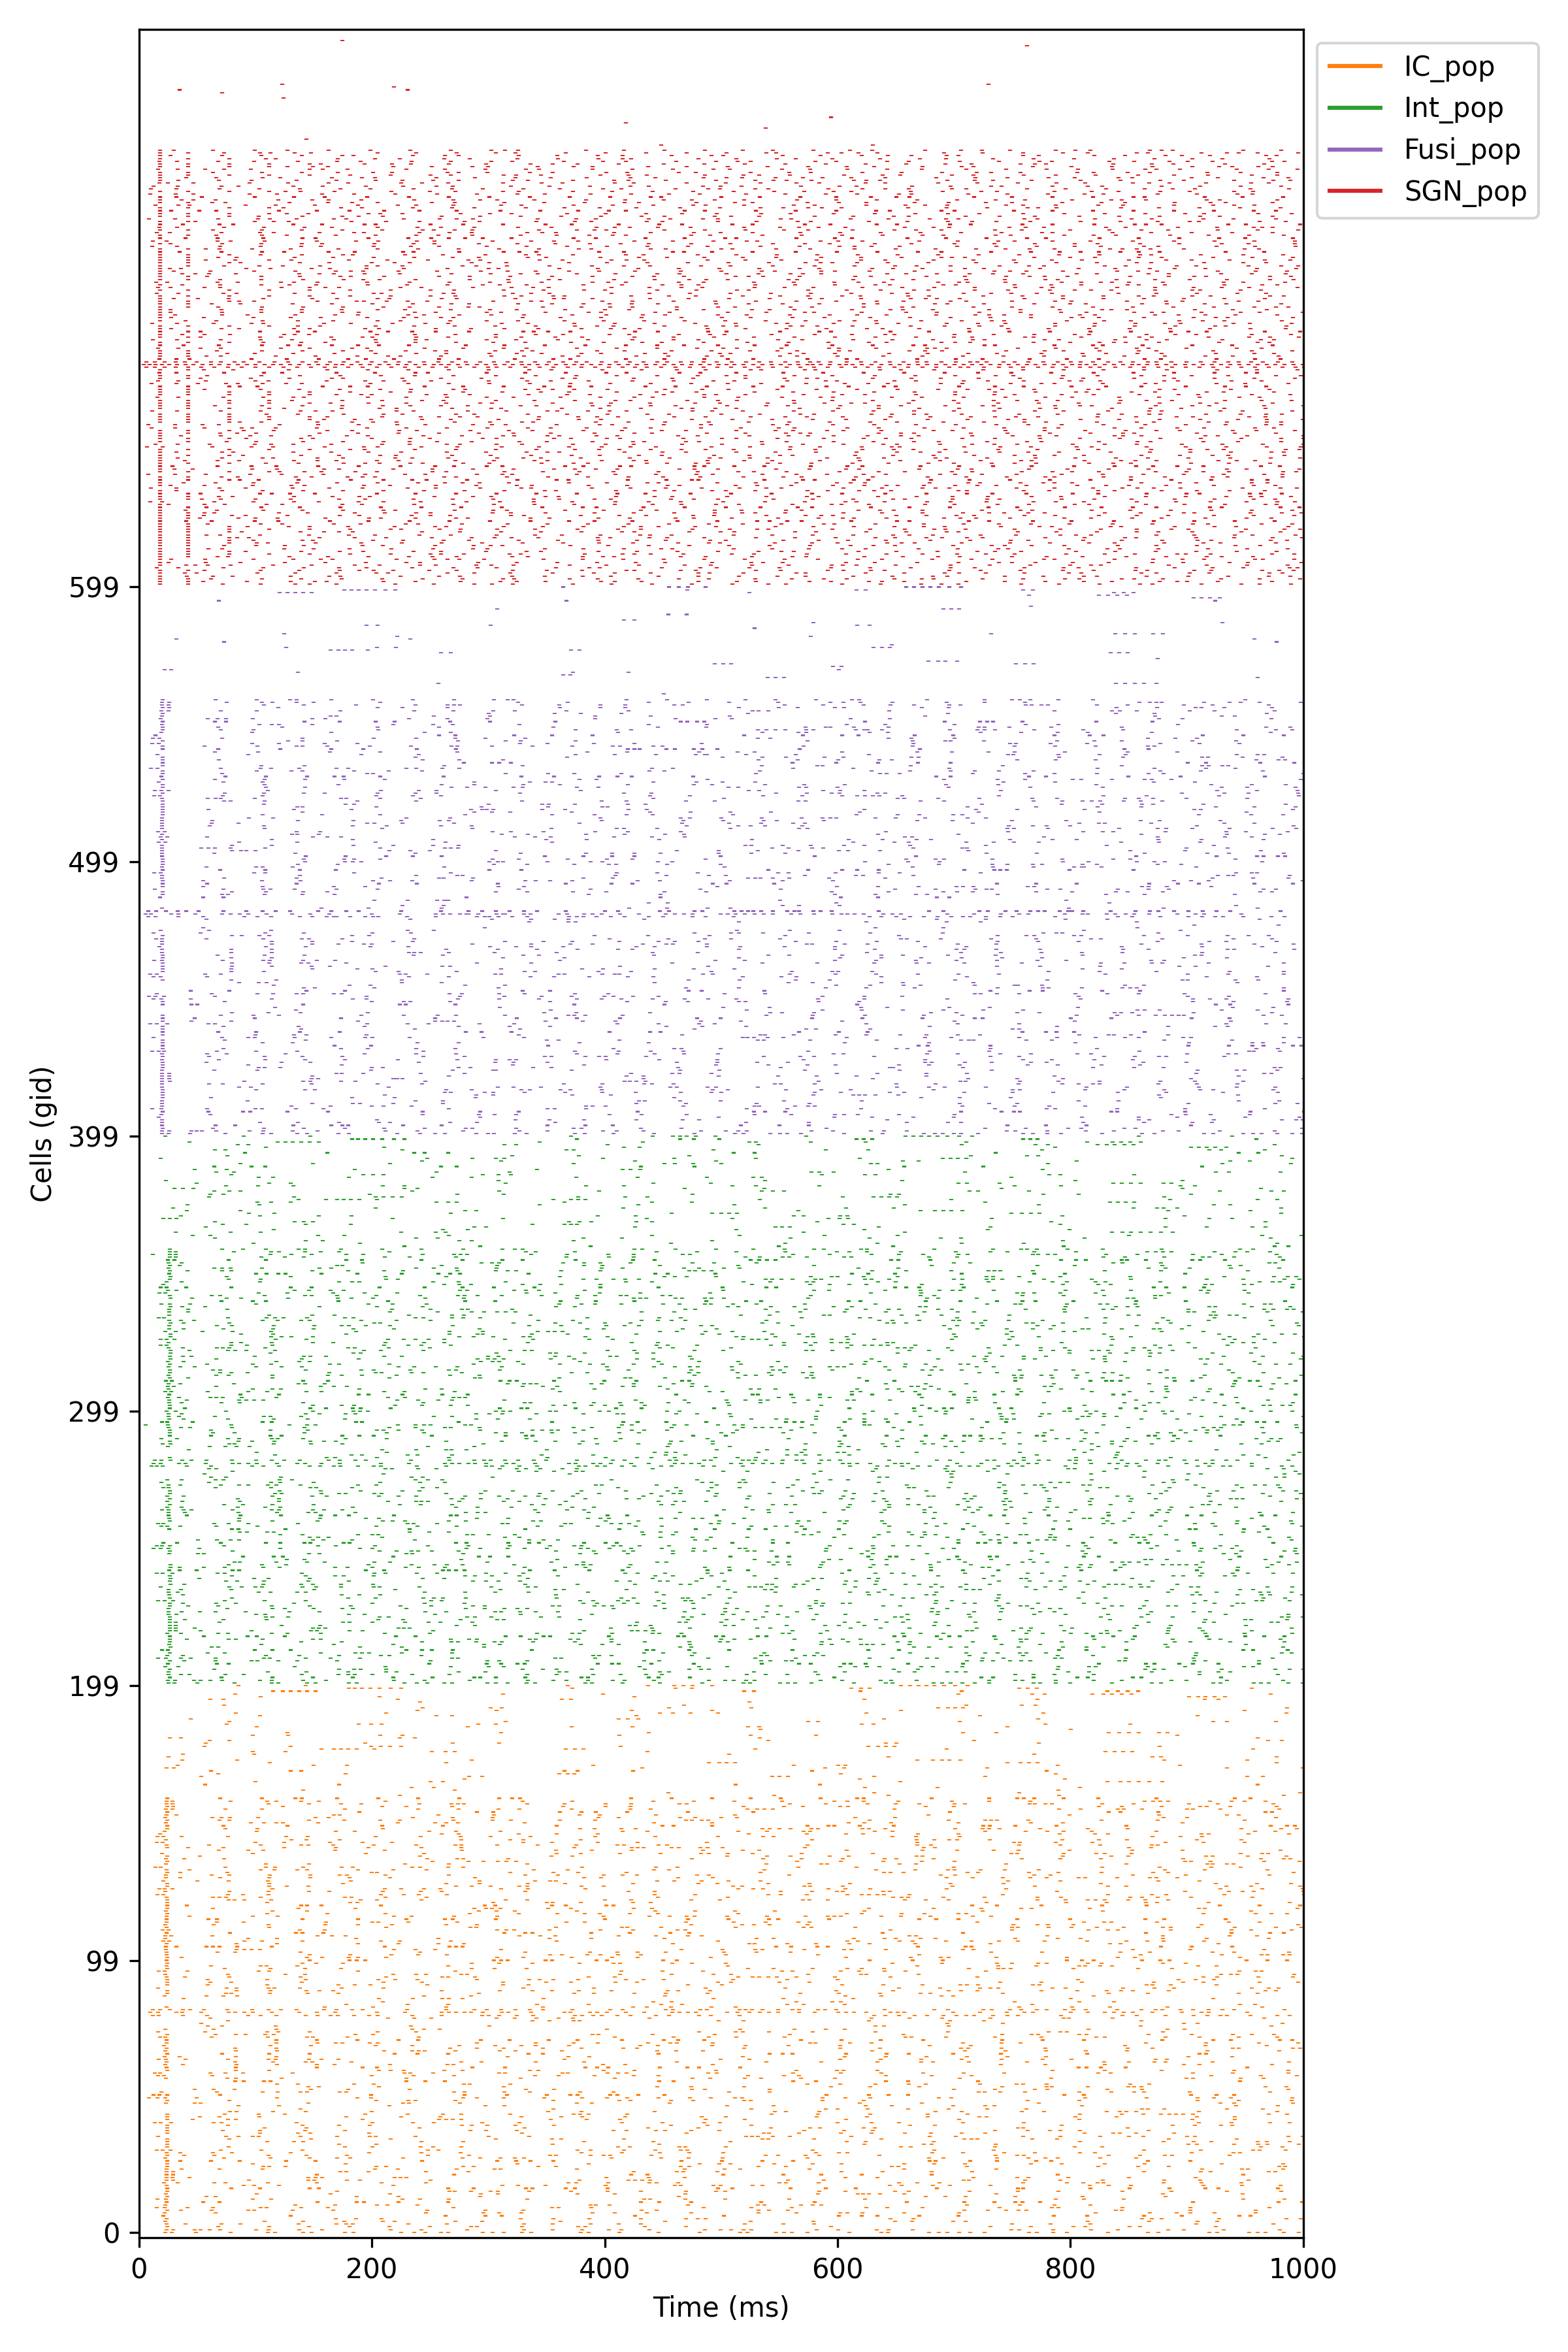 IC_pop
Int_pop
Fusi_pop
SGN_pop
599
499
399
299
199
99
0
Cells (gid)
0 200 400 600 800 1000
Time (ms)